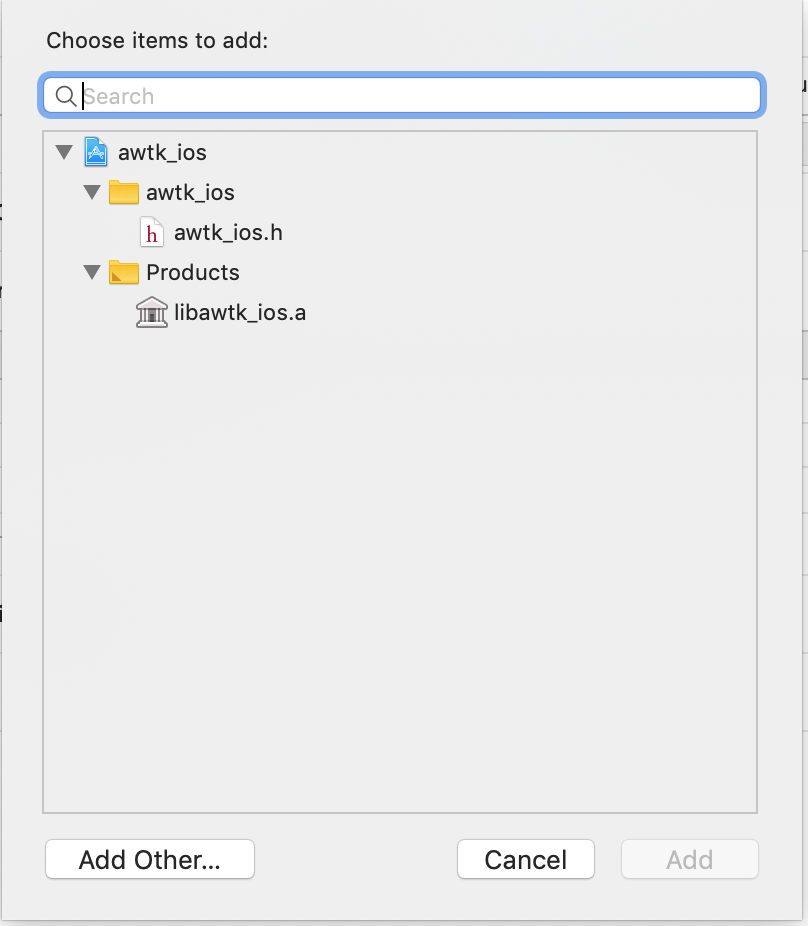 Choose items to add:
Search
awtk_ios
awtk_ios
h awtk_ios.h
Products
libawtk_ios.a
Add Other...
Cancel
Add